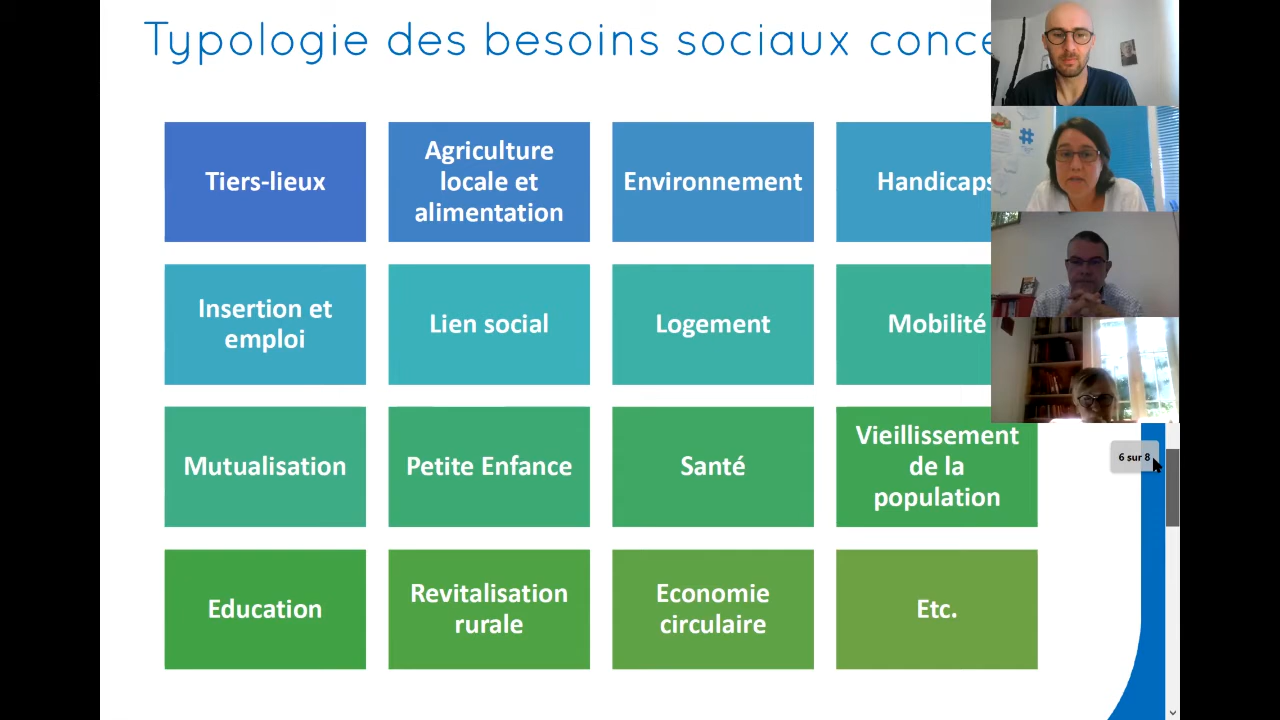 Typologie des besoins sociaux conce
Tiers-lieux
Agriculture
locale et
alimentation
Environnement
Handicaps
Insertion et
emploi
Lien social
Logement
Mobilité
Mutualisation
Petite Enfance
Santé
Vieillissement
de la
population
Education
Revitalisation
rurale
Economie
circulaire
Etc.
6 sur 8